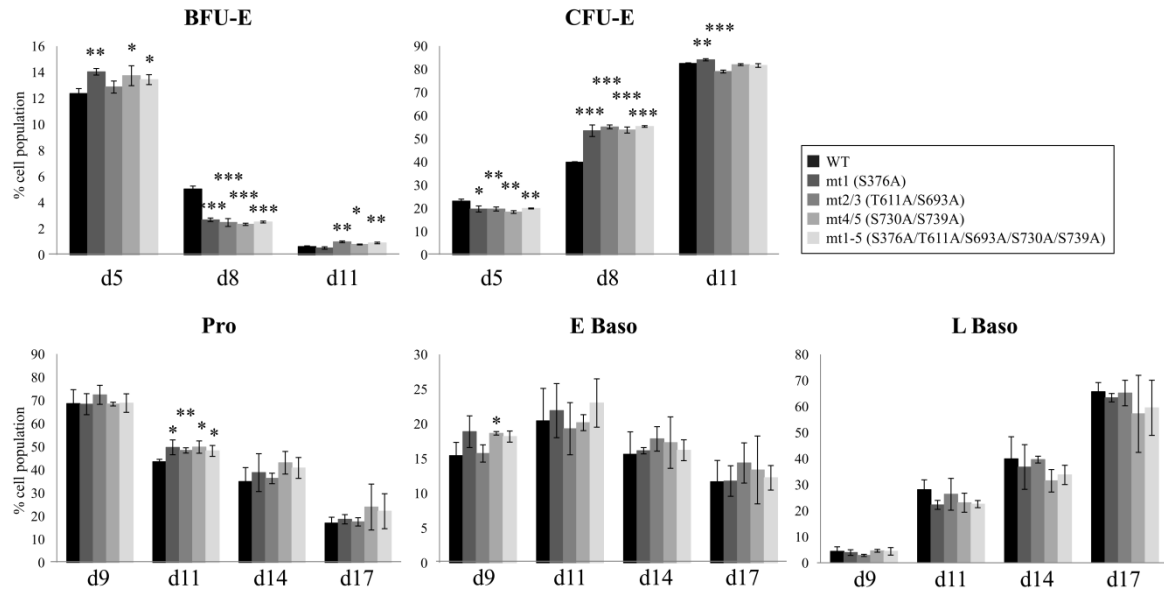 BFU-E
CFU-E
% cell population
16
14
12
10
8
6
4
2
0
** * *
*** *** *** ***
** * **
d5 d8 d11
90
80
70
60
50
40
30
20
10
0
* ** ** **
*** *** *** ***
** ***
d5 d8 d11
WT
mt1 (S376A)
mt2/3 (T611A/S693A)
mt4/5 (S730A/S739A)
mt1-5 (S376A/T611A/S693A/S730A/S739A)
Pro
E Baso
L Baso
% cell population
90
80
70
60
50
40
30
20
10
0
* ** * *
d9 d11 d14 d17
30
25
20
15
10
5
0
*
d9 d11 d14 d17
80
70
60
50
40
30
20
10
0
d9 d11 d14 d17